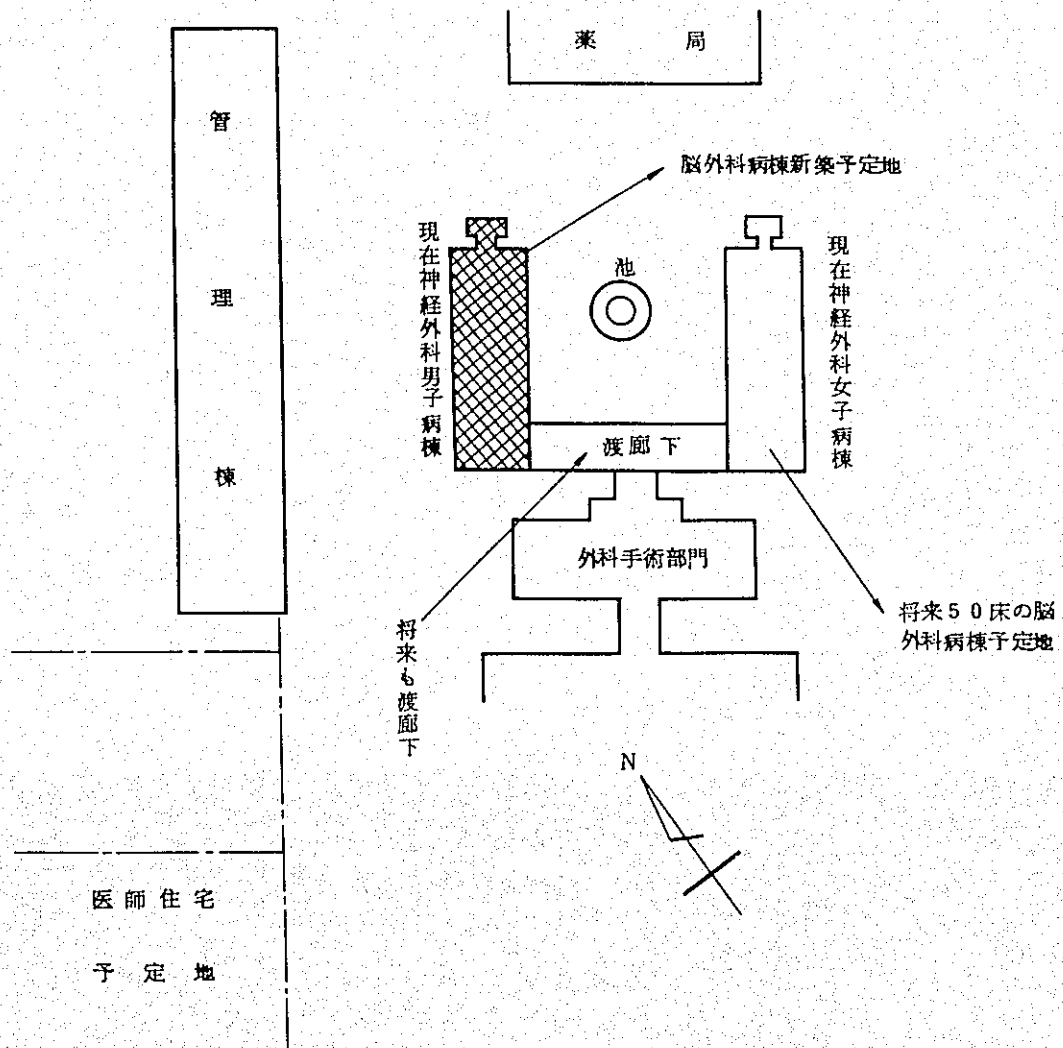 薬局
管理棟
脳外科病棟新築予定地
現在神経外科男子病棟
池
現在神経外科女子病棟
渡廊下
外科手術部門
将来50床の脳
外科病棟予定地
将来も渡廊下
N
医師住宅
予定地